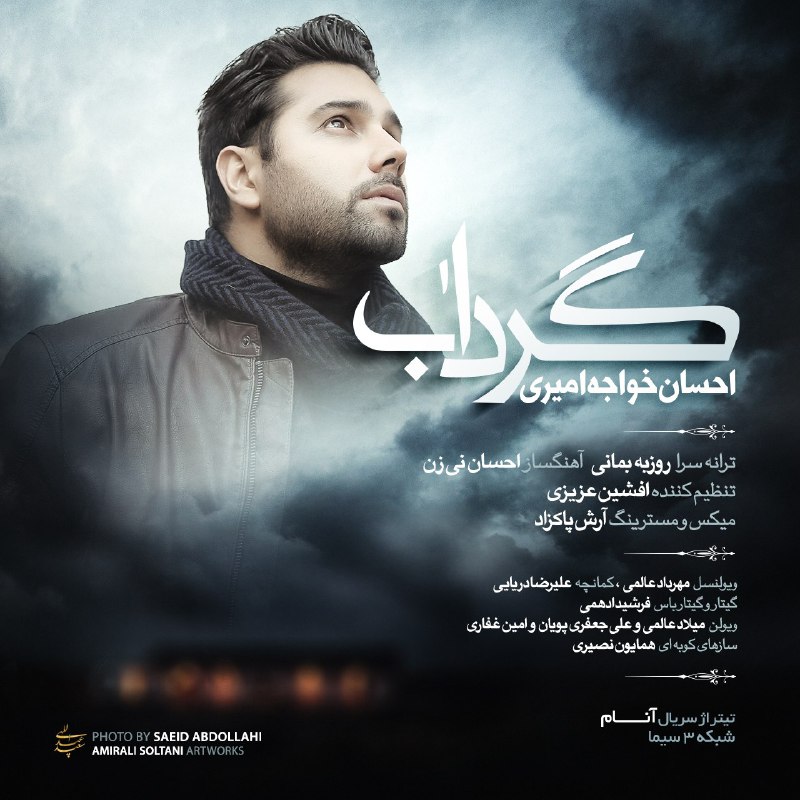 گرداب
احسان خواجه امیری
ترانه سرا روزبه بمانی آهنگساز احسان نی زن
تنظیم کننده افشین عزیزی
میکس و مسترینگ آرش پاکزاد
ویولنسل مهرداد عالمی ، کمانچه علیرضا دریایی
گیتار و گیتار باس فرشید ادهمی
ویولن میلاد عالمی و علی جعفری پویان و امین غفاری
سازهای کوبه ای همایون نصیری
تیتراژ سریال آنــام
شبکه ۳ سیما
PHOTO BY SAEID ABDOLLAHI
AMIRALI SOLTANI ARTWORKS